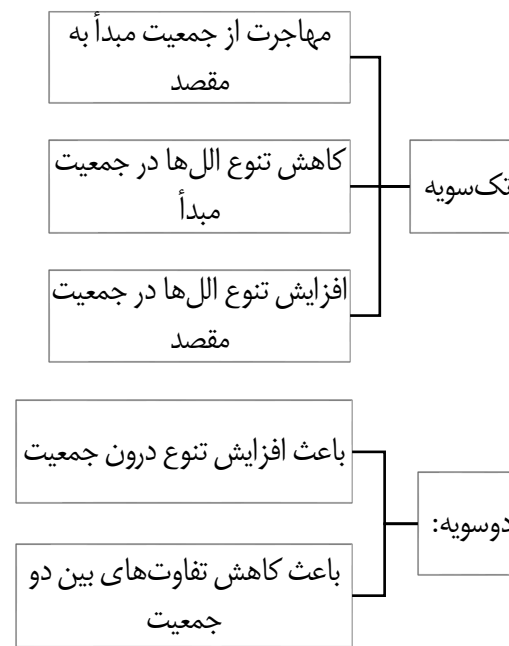 تک‌سویه
مهاجرت از جمعیت مبدأ به
مقصد
کاهش تنوع الل‌ها در جمعیت
مبدأ
افزایش تنوع الل‌ها در جمعیت
مقصد
دوسویه:
باعث افزایش تنوع درون جمعیت
باعث کاهش تفاوت‌های بین دو
جمعیت